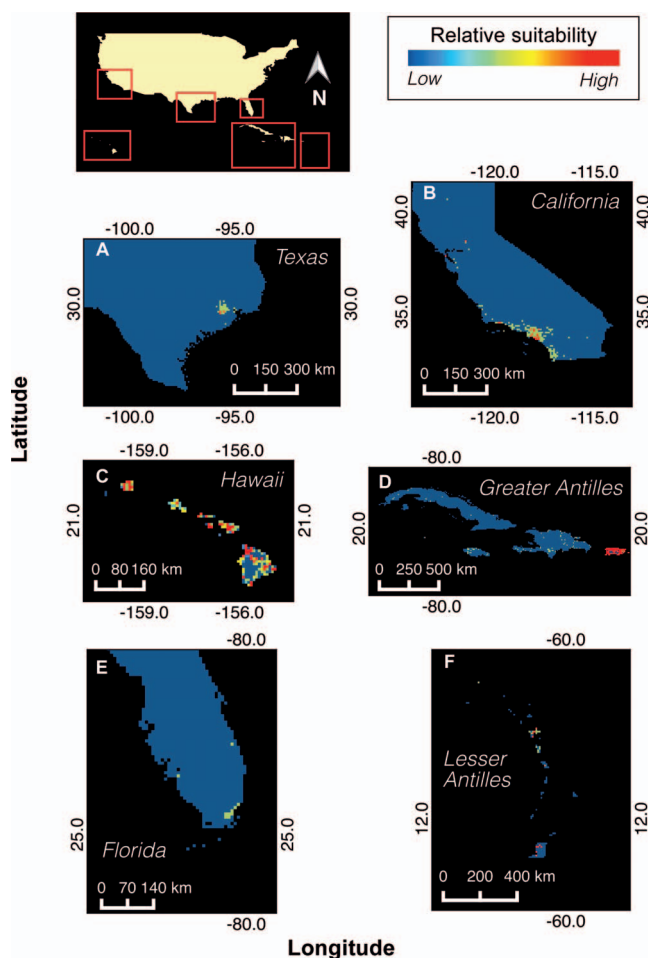 Relative suitability
Low High
N
Latitude
-100.0 -95.0
A
Texas
30.0 30.0
0 150 300 km
-100.0 -95.0
-120.0 -115.0
B
California
40.0 40.0
35.0 35.0
0 150 300 km
-120.0 -115.0
-159.0 -156.0
C
Hawaii
21.0 21.0
0 80 160 km
-159.0 -156.0
-80.0
D
Greater Antilles
20.0 20.0
0 250 500 km
-80.0
-80.0
E
25.0 25.0
Florida
0 70 140 km
-80.0
-60.0
F
Lesser
Antilles
12.0 12.0
0 200 400 km
-60.0
Longitude